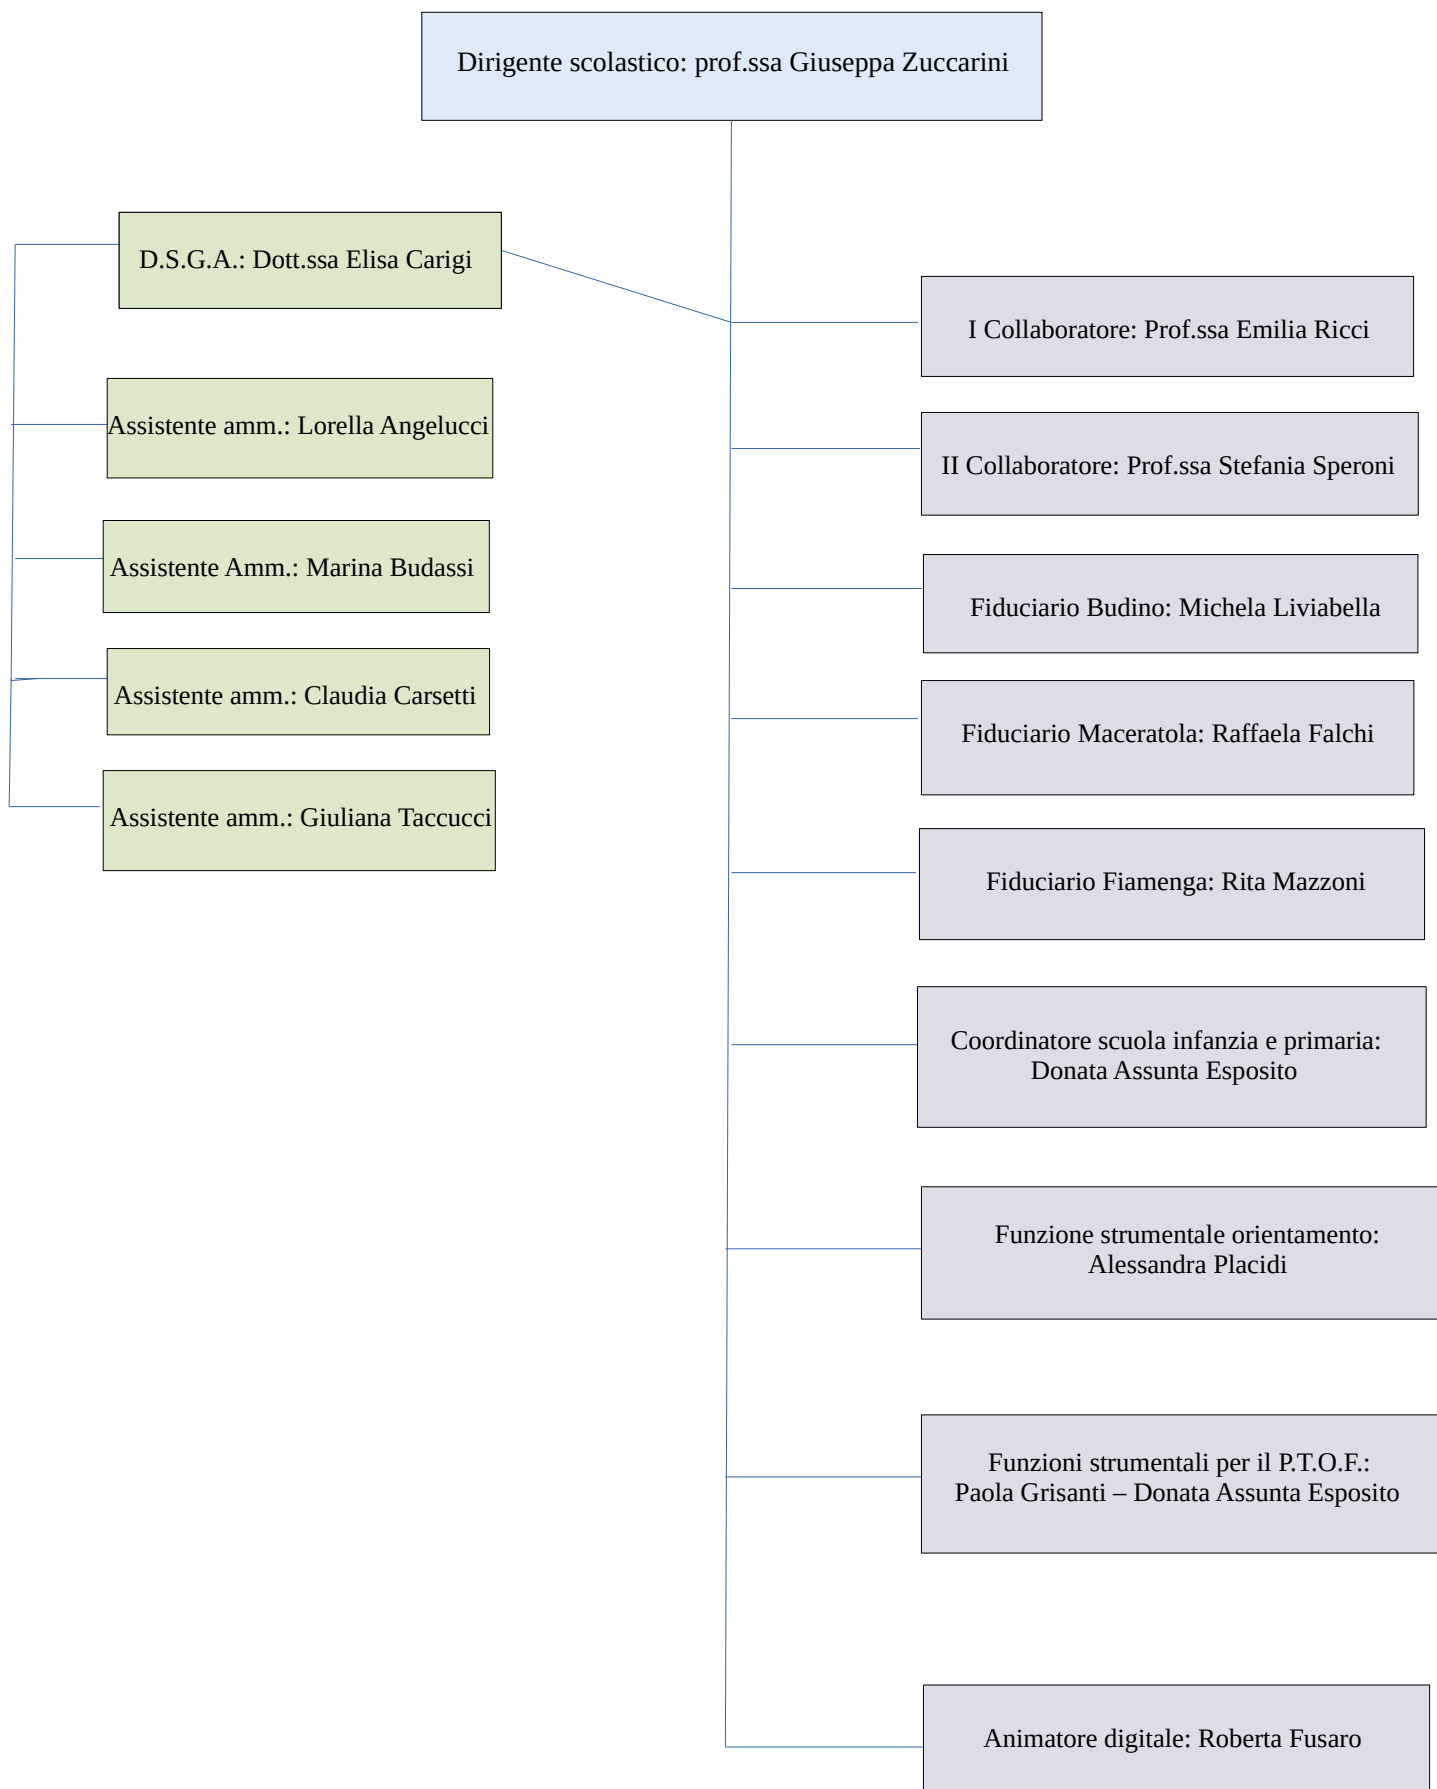 Dirigente scolastico: prof.ssa Giuseppa Zuccarini
D.S.G.A.: Dott.ssa Elisa Carigi
Assistente amm.: Lorella Angelucci
Assistente Amm.: Marina Budassi
Assistente amm.: Claudia Carsetti
Assistente amm.: Giuliana Taccucci
I Collaboratore: Prof.ssa Emilia Ricci
II Collaboratore: Prof.ssa Stefania Speroni
Fiduciario Budino: Michela Liviabella
Fiduciario Maceratola: Raffaela Falchi
Fiduciario Fiamenga: Rita Mazzoni
Coordinatore scuola infanzia e primaria:
Donata Assunta Esposito
Funzione strumentale orientamento:
Alessandra Placidi
Funzioni strumentali per il P.T.O.F.:
Paola Grisanti – Donata Assunta Esposito
Animatore digitale: Roberta Fusaro